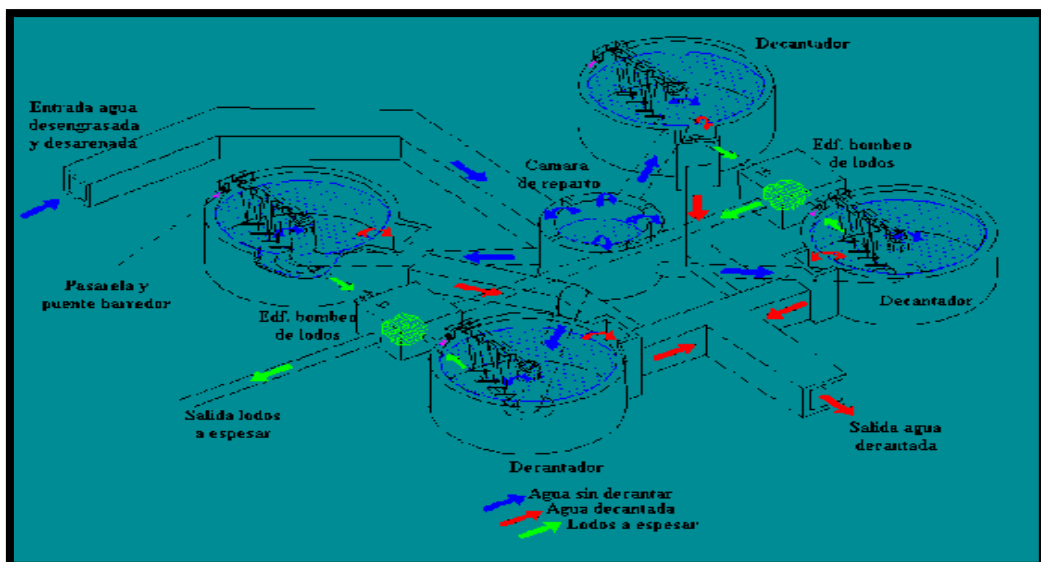 Decantador
Entrada agua
desengrasada
y desarenada
Edf. bombeo
de lodos
Camara
de reparto
Pasarela y
puente barredor
Edf. bombeo
de lodos
Decantador
Salida lodos
a espesar
Salida agua
decantada
Decantador
Agua sin decantar
Agua decantada
Lodos a espesar